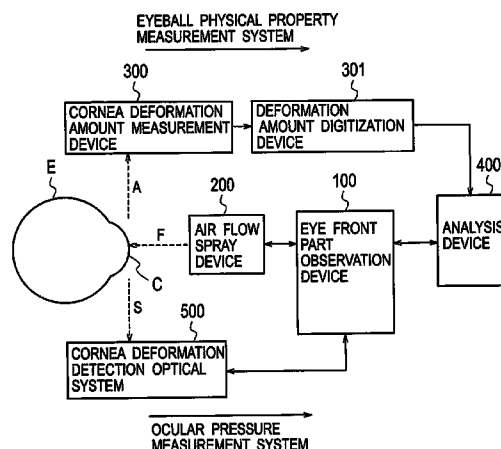 EYEBALL PHYSICAL PROPERTY
MEASUREMENT SYSTEM
300
CORNEA DEFORMATION
AMOUNT MEASUREMENT
DEVICE
301
DEFORMATION
AMOUNT DIGITIZATION
DEVICE
E
A
F
C
S
200
AIR FLOW
SPRAY
DEVICE
100
EYE FRONT
PART
OBSERVATION
DEVICE
400
ANALYSIS
DEVICE
500
CORNEA DEFORMATION
DETECTION OPTICAL
SYSTEM
OCULAR PRESSURE
MEASUREMENT SYSTEM